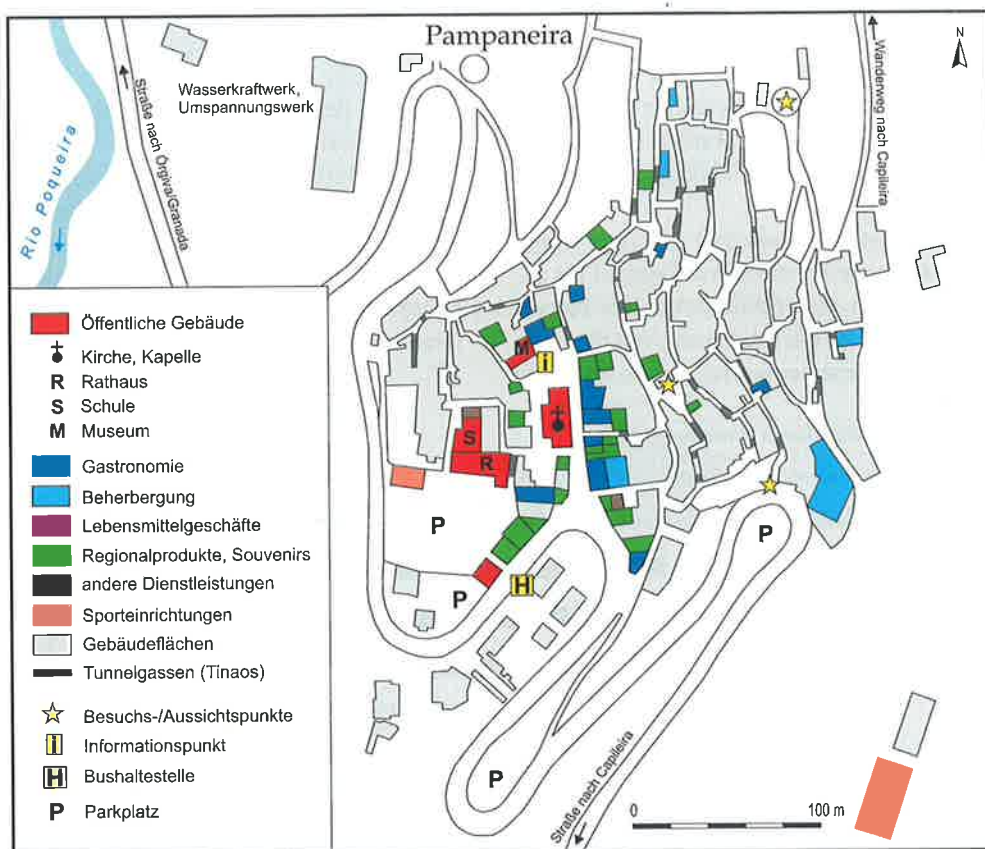 Pampaneira
N
Wasserkraftwerk,
Umspannungswerk
Straße nach Órgiva/Granada
Rio Poqueira
Wanderweg nach Capileira
M
i
S
R
P
P
H
P
P
Straße nach Capileira
0 100 m
Öffentliche Gebäude
Kirche, Kapelle
R Rathaus
S Schule
M Museum
Gastronomie
Beherbergung
Lebensmittelgeschäfte
Regionalprodukte, Souvenirs
andere Dienstleistungen
Sporteinrichtungen
Gebäudeflächen
Tunnelgassen (Tinaos)
Besuchs-/Aussichtspunkte
i Informationspunkt
H Bushaltestelle
P Parkplatz